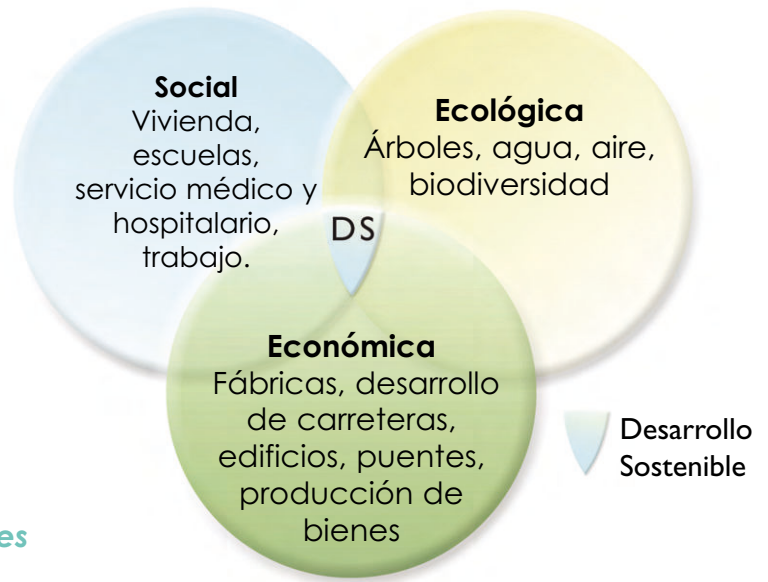 Social
Vivienda,
escuelas,
servicio médico y
hospitalario,
trabajo.
Ecológica
Árboles, agua, aire,
biodiversidad
DS
Económica
Fábricas, desarrollo
de carreteras,
edificios, puentes,
producción de
bienes
Desarrollo
Sostenible
es